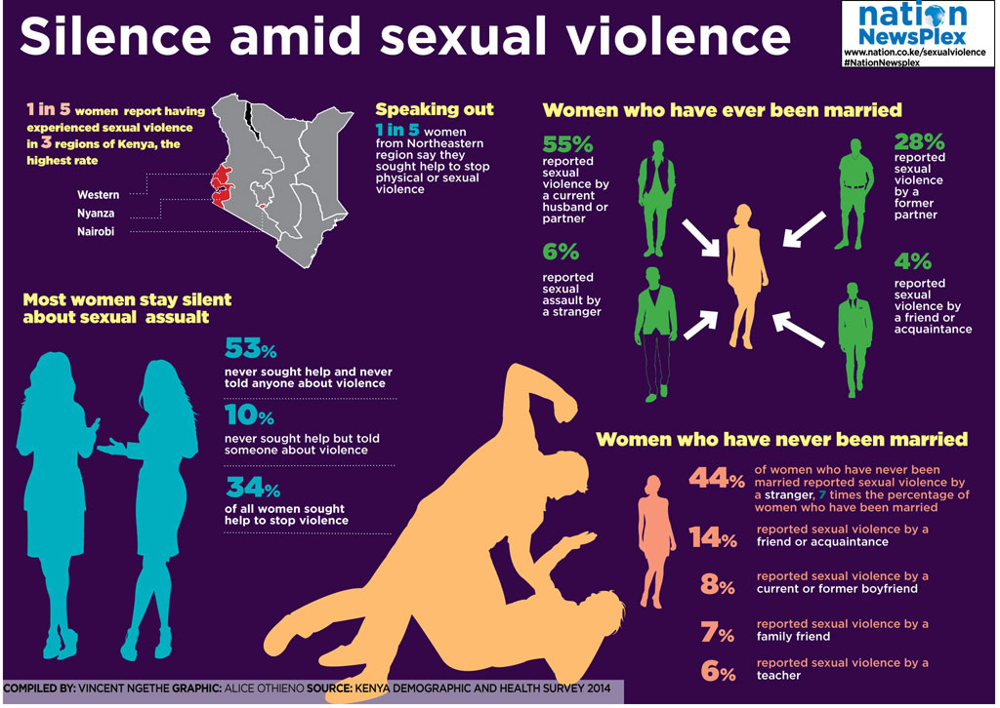 Silence amid sexual violence
nation
NewsPlex
www.nation.co.ke/sexualviolence
#NationNewsplex
1 in 5 women report having
experienced sexual violence
in 3 regions of Kenya, the
highest rate
Western
Nyanza
Nairobi
Speaking out
1 in 5 women
from Northeastern
region say they
sought help to stop
physical or sexual
violence
Women who have ever been married
55%
reported
sexual
violence by
a current
husband or
partner
28%
reported
sexual
violence
by a
former
partner
6%
reported
sexual
assault by
a stranger
4%
reported
sexual
violence by
a friend or
acquaintance
Most women stay silent
about sexual assualt
53%
never sought help and never
told anyone about violence
10%
never sought help but told
someone about violence
34%
of all women sought
help to stop violence
Women who have never been married
44%
of women who have never been
married reported sexual violence by
a stranger, 7 times the percentage of
women who have been married
14%
reported sexual violence by a
friend or acquaintance
8%
reported sexual violence by a
current or former boyfriend
7%
reported sexual violence by a
family friend
6%
reported sexual violence by a
teacher
COMPILED BY: VINCENT NGETHE GRAPHIC: ALICE OTHIENO SOURCE: KENYA DEMOGRAPHIC AND HEALTH SURVEY 2014